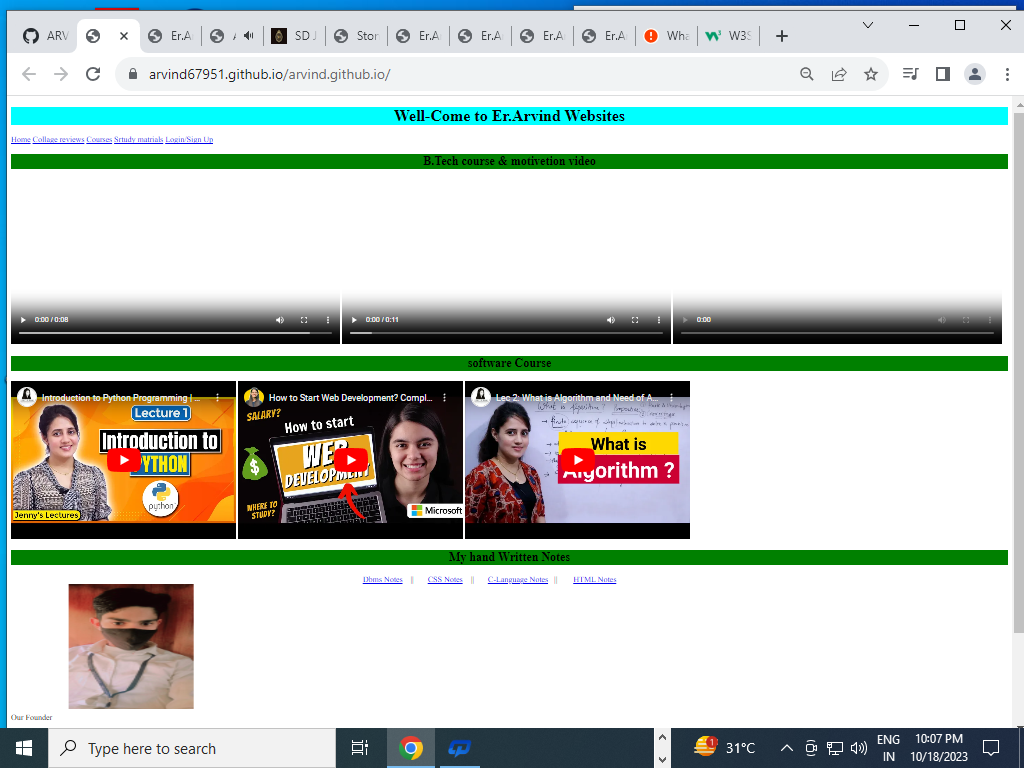 ARV
Er.A
A
SD J
Stor
Er.A
Er.A
Er.A
Er.A
Wha
W3S
arvind67951.github.io/arvind.github.io/
Well-Come to Er.Arvind Websites
Home Collage reviews Courses Srtudy matrials Login/Sign Up
B.Tech course & motivetion video
0:00 / 0:08
0:00 / 0:11
0:00
software Course
Introduction to Python Programming | ...
Lecture 1
Introduction to
PYTHON
python
Jenny's Lectures
How to Start Web Development? Compl...
SALARY?
How to start
WEB
DEVELOPMENT
WHERE TO
STUDY?
Microsoft
Lec 2: What is Algorithm and Need of A...
What is
Algorithm ?
My hand Written Notes
Dbms Notes || CSS Notes || C-Language Notes || HTML Notes
Our Founder
Type here to search
1
31°C
ENG
IN
10:07 PM
10/18/2023